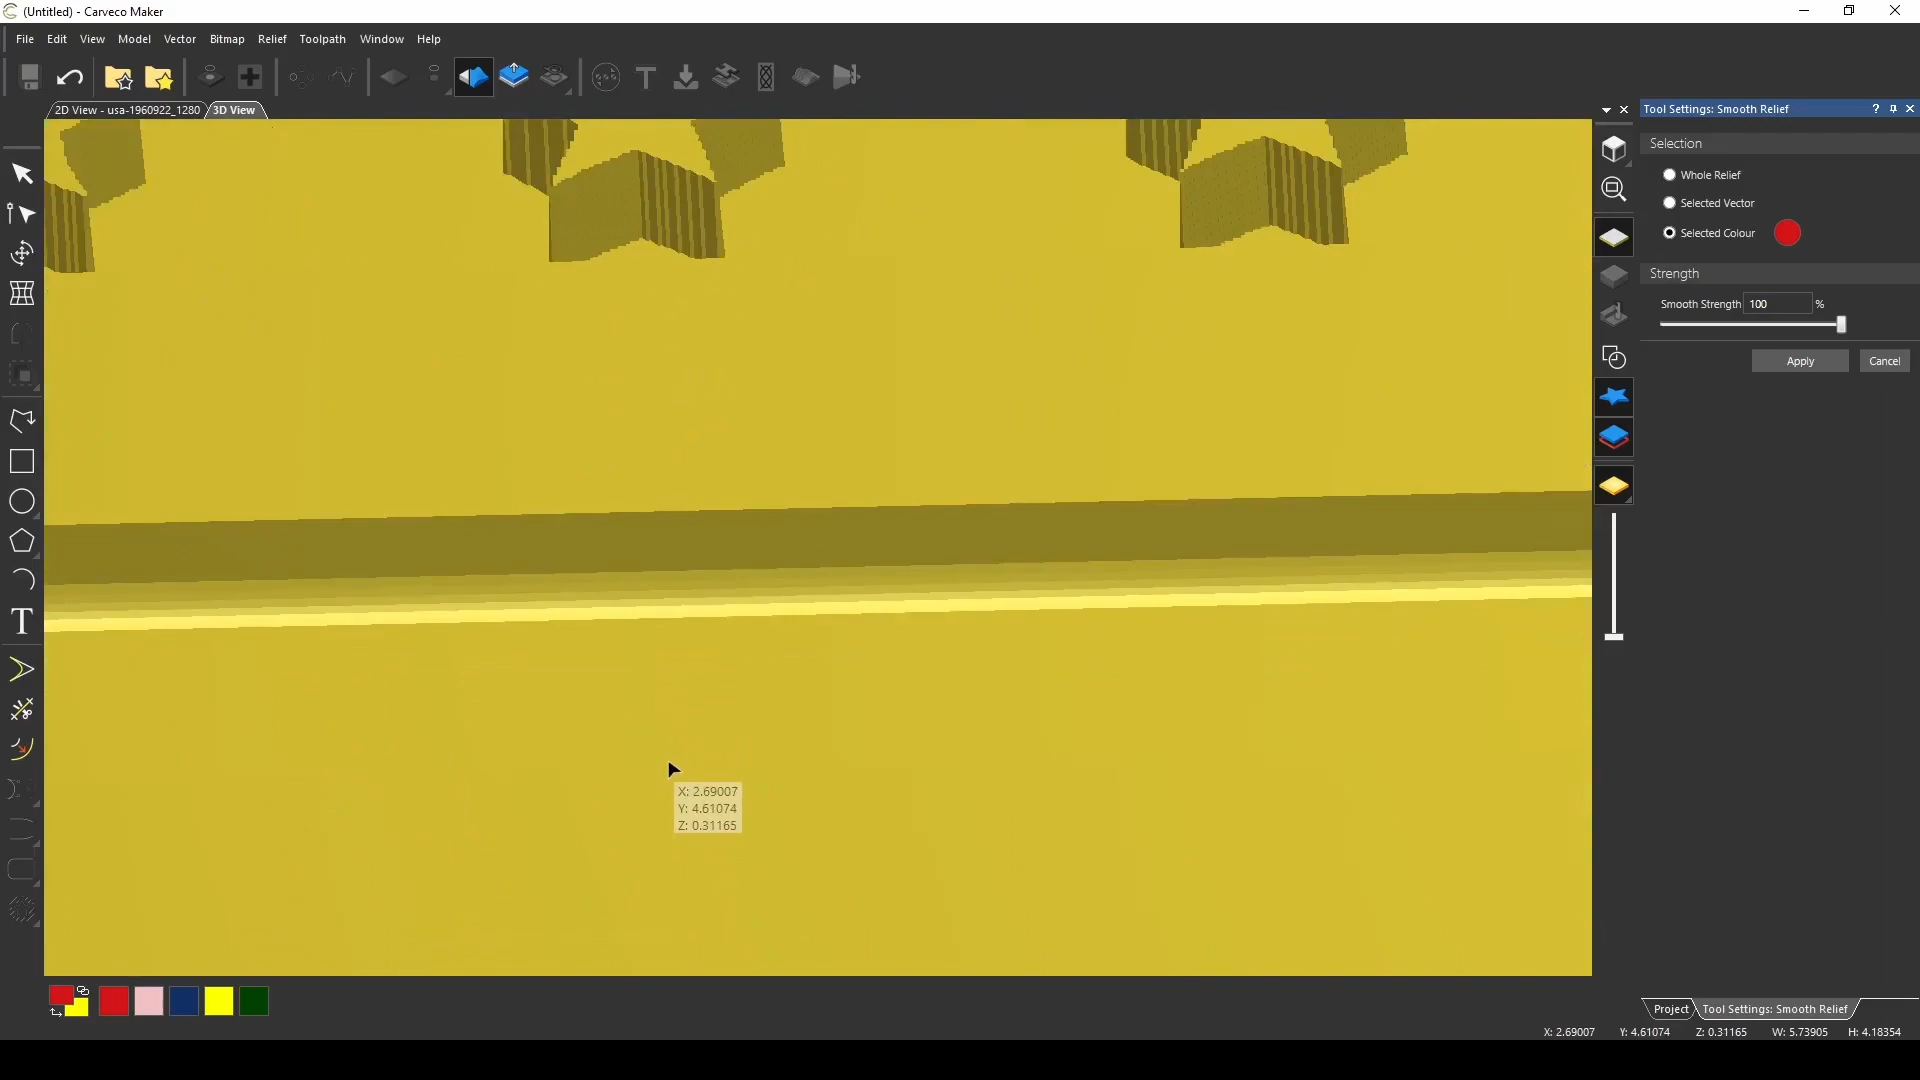 (Untitled) - Carveco Maker
File Edit View Model Vector Bitmap Relief Toolpath Window Help
2D View - usa-1960922_1280 3D View
Tool Settings: Smooth Relief ?
Selection
Whole Relief
Selected Vector
Selected Colour
Strength
Smooth Strength 100 %
Apply Cancel
X: 2.69007
Y: 4.61074
Z: 0.31165
Project Tool Settings: Smooth Relief
X: 2.69007 Y: 4.61074 Z: 0.31165 W: 5.73905 H: 4.18354